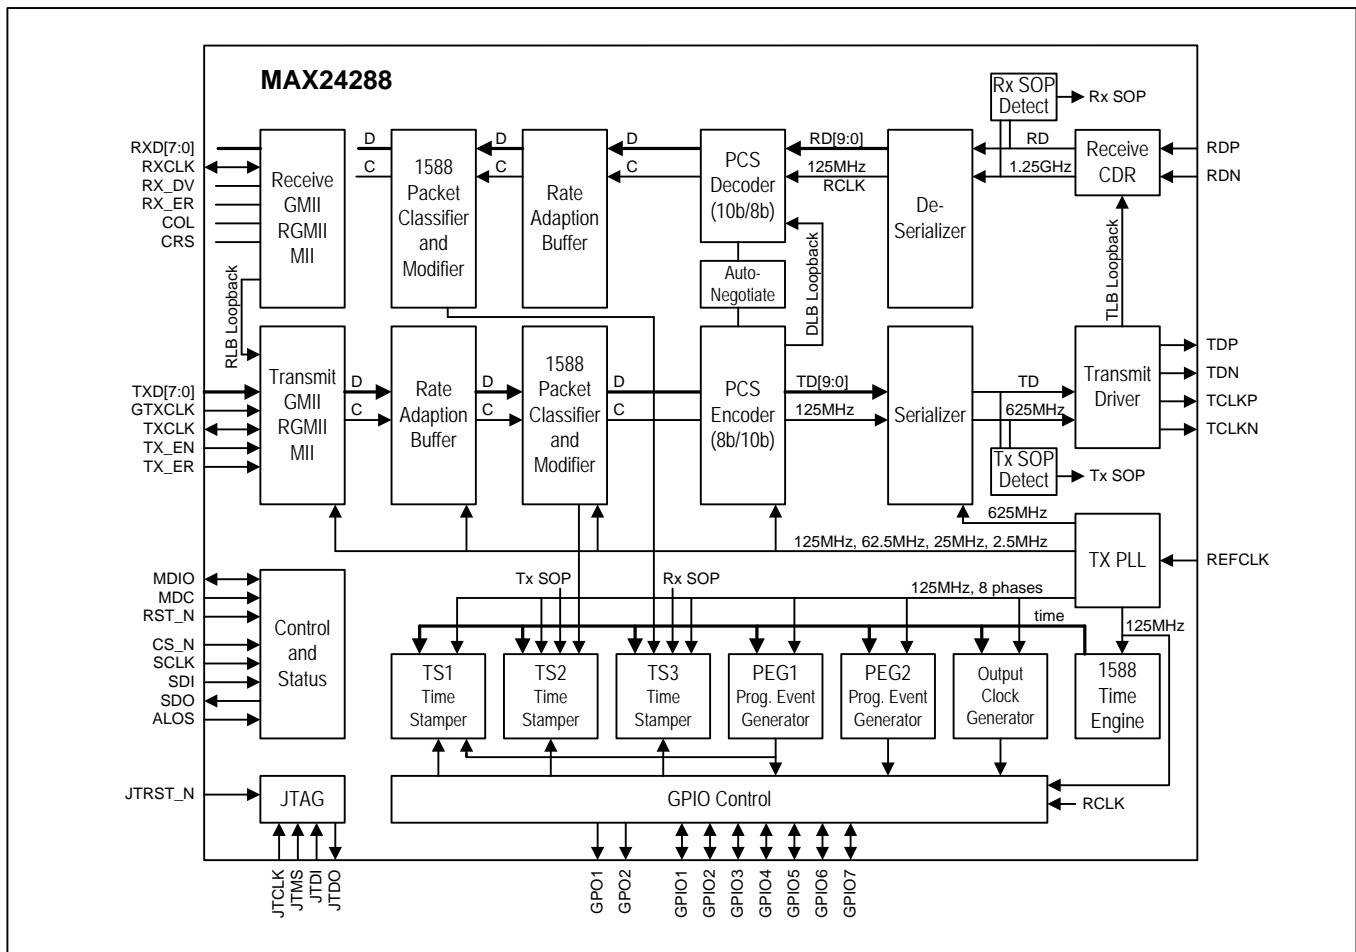 MAX24288
RXD[7:0]
RXCLK
RX_DV
RX_ER
COL
CRS
Receive
GMII
RGMII
MII
D
C
1588
Packet
Classifier
and
Modifier
D
C
Rate
Adaption
Buffer
D
C
PCS
Decoder
(10b/8b)
RD[9:0]
125MHz
RCLK
De-
Serializer
Rx SOP
Detect
Rx SOP
RD
1.25GHz
Receive
CDR
RDP
RDN
RLB Loopback
Auto-
Negotiate
DLB Loopback
TLB Loopback
TXD[7:0]
GTXCLK
TXCLK
TX_EN
TX_ER
Transmit
GMII
RGMII
MII
D
C
Rate
Adaption
Buffer
D
C
1588
Packet
Classifier
and
Modifier
D
C
PCS
Encoder
(8b/10b)
TD[9:0]
125MHz
Serializer
TD
625MHz
Tx SOP
Detect
Tx SOP
Transmit
Driver
TDP
TDN
TCLKP
TCLKN
625MHz
125MHz, 62.5MHz, 25MHz, 2.5MHz
TX PLL
REFCLK
MDIO
MDC
RST_N
CS_N
SCLK
SDI
SDO
ALOS
Control
and
Status
Tx SOP
Rx SOP
125MHz, 8 phases
time
125MHz
TS1
Time
Stamper
TS2
Time
Stamper
TS3
Time
Stamper
PEG1
Prog. Event
Generator
PEG2
Prog. Event
Generator
Output
Clock
Generator
1588
Time
Engine
JTRST_N
JTAG
GPIO Control
RCLK
JTCLK
JTMS
JTDI
JTDO
GPO1
GPO2
GPIO1
GPIO2
GPIO3
GPIO4
GPIO5
GPIO6
GPIO7